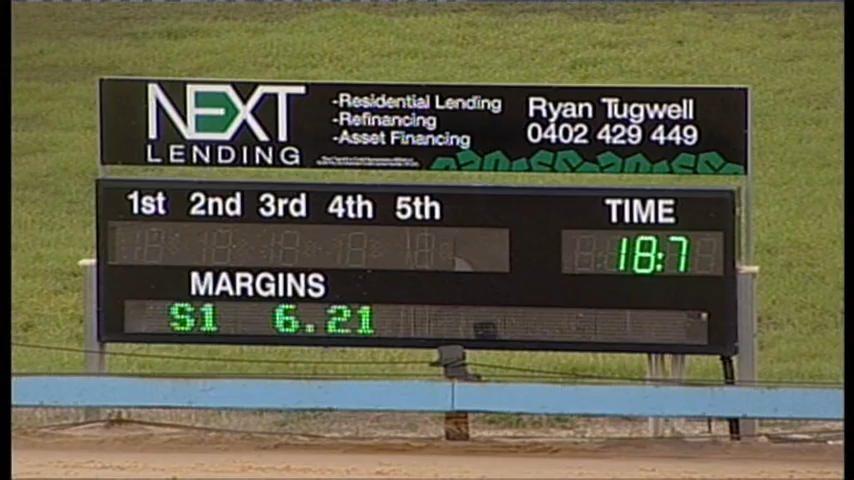 NEXT
LENDING
-Residential Lending
-Refinancing
-Asset Financing
Ryan Tugwell
0402 429 449
1st 2nd 3rd 4th 5th
TIME
18:7
MARGINS
S1 6.21